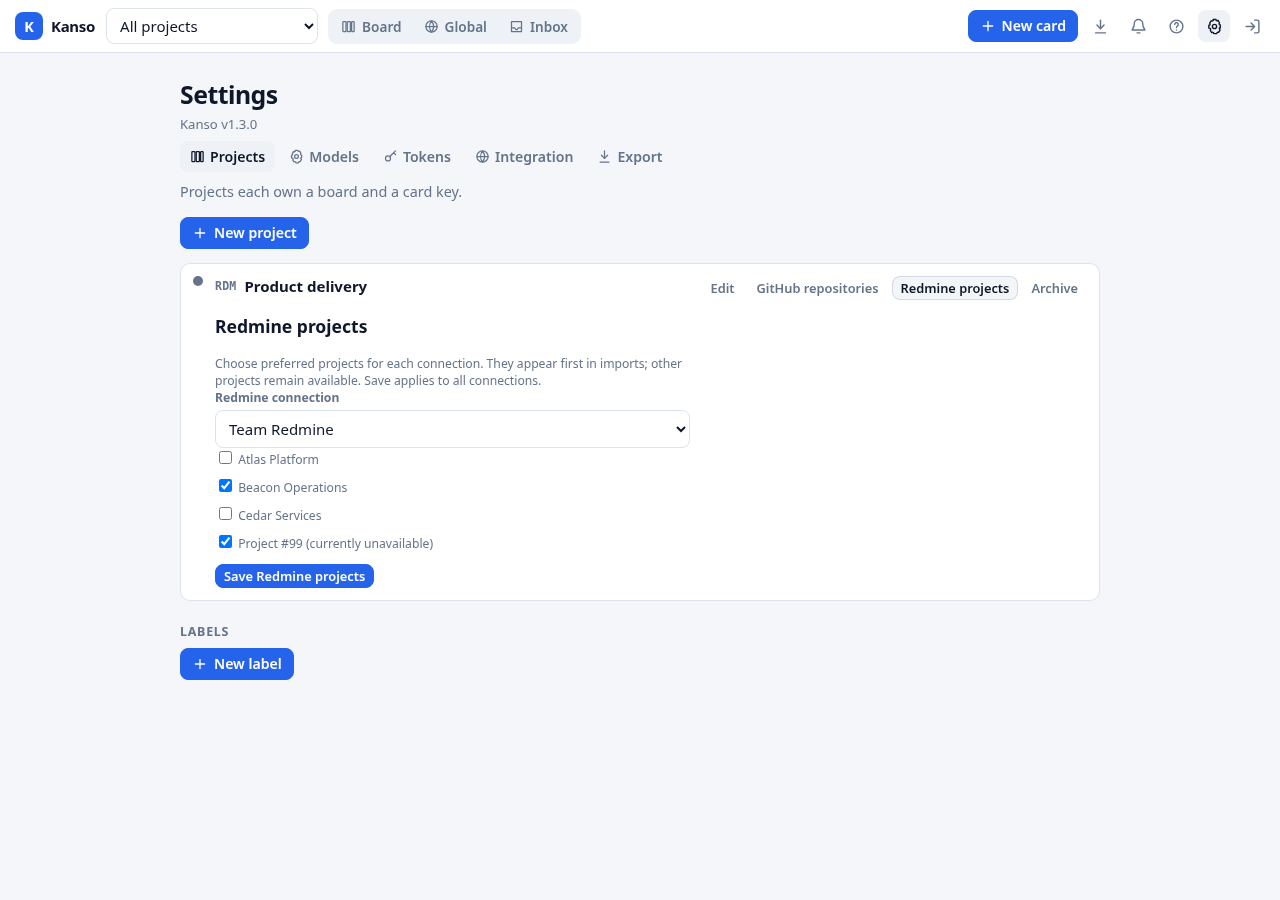 K Kanso All projects Board Global Inbox New card
Settings
Kanso v1.3.0
Projects Models Tokens Integration Export
Projects each own a board and a card key.
New project
RDM Product delivery Edit GitHub repositories Redmine projects Archive
Redmine projects
Choose preferred projects for each connection. They appear first in imports; other
projects remain available. Save applies to all connections.
Redmine connection
Team Redmine
Atlas Platform
Beacon Operations
Cedar Services
Project #99 (currently unavailable)
Save Redmine projects
LABELS
New label